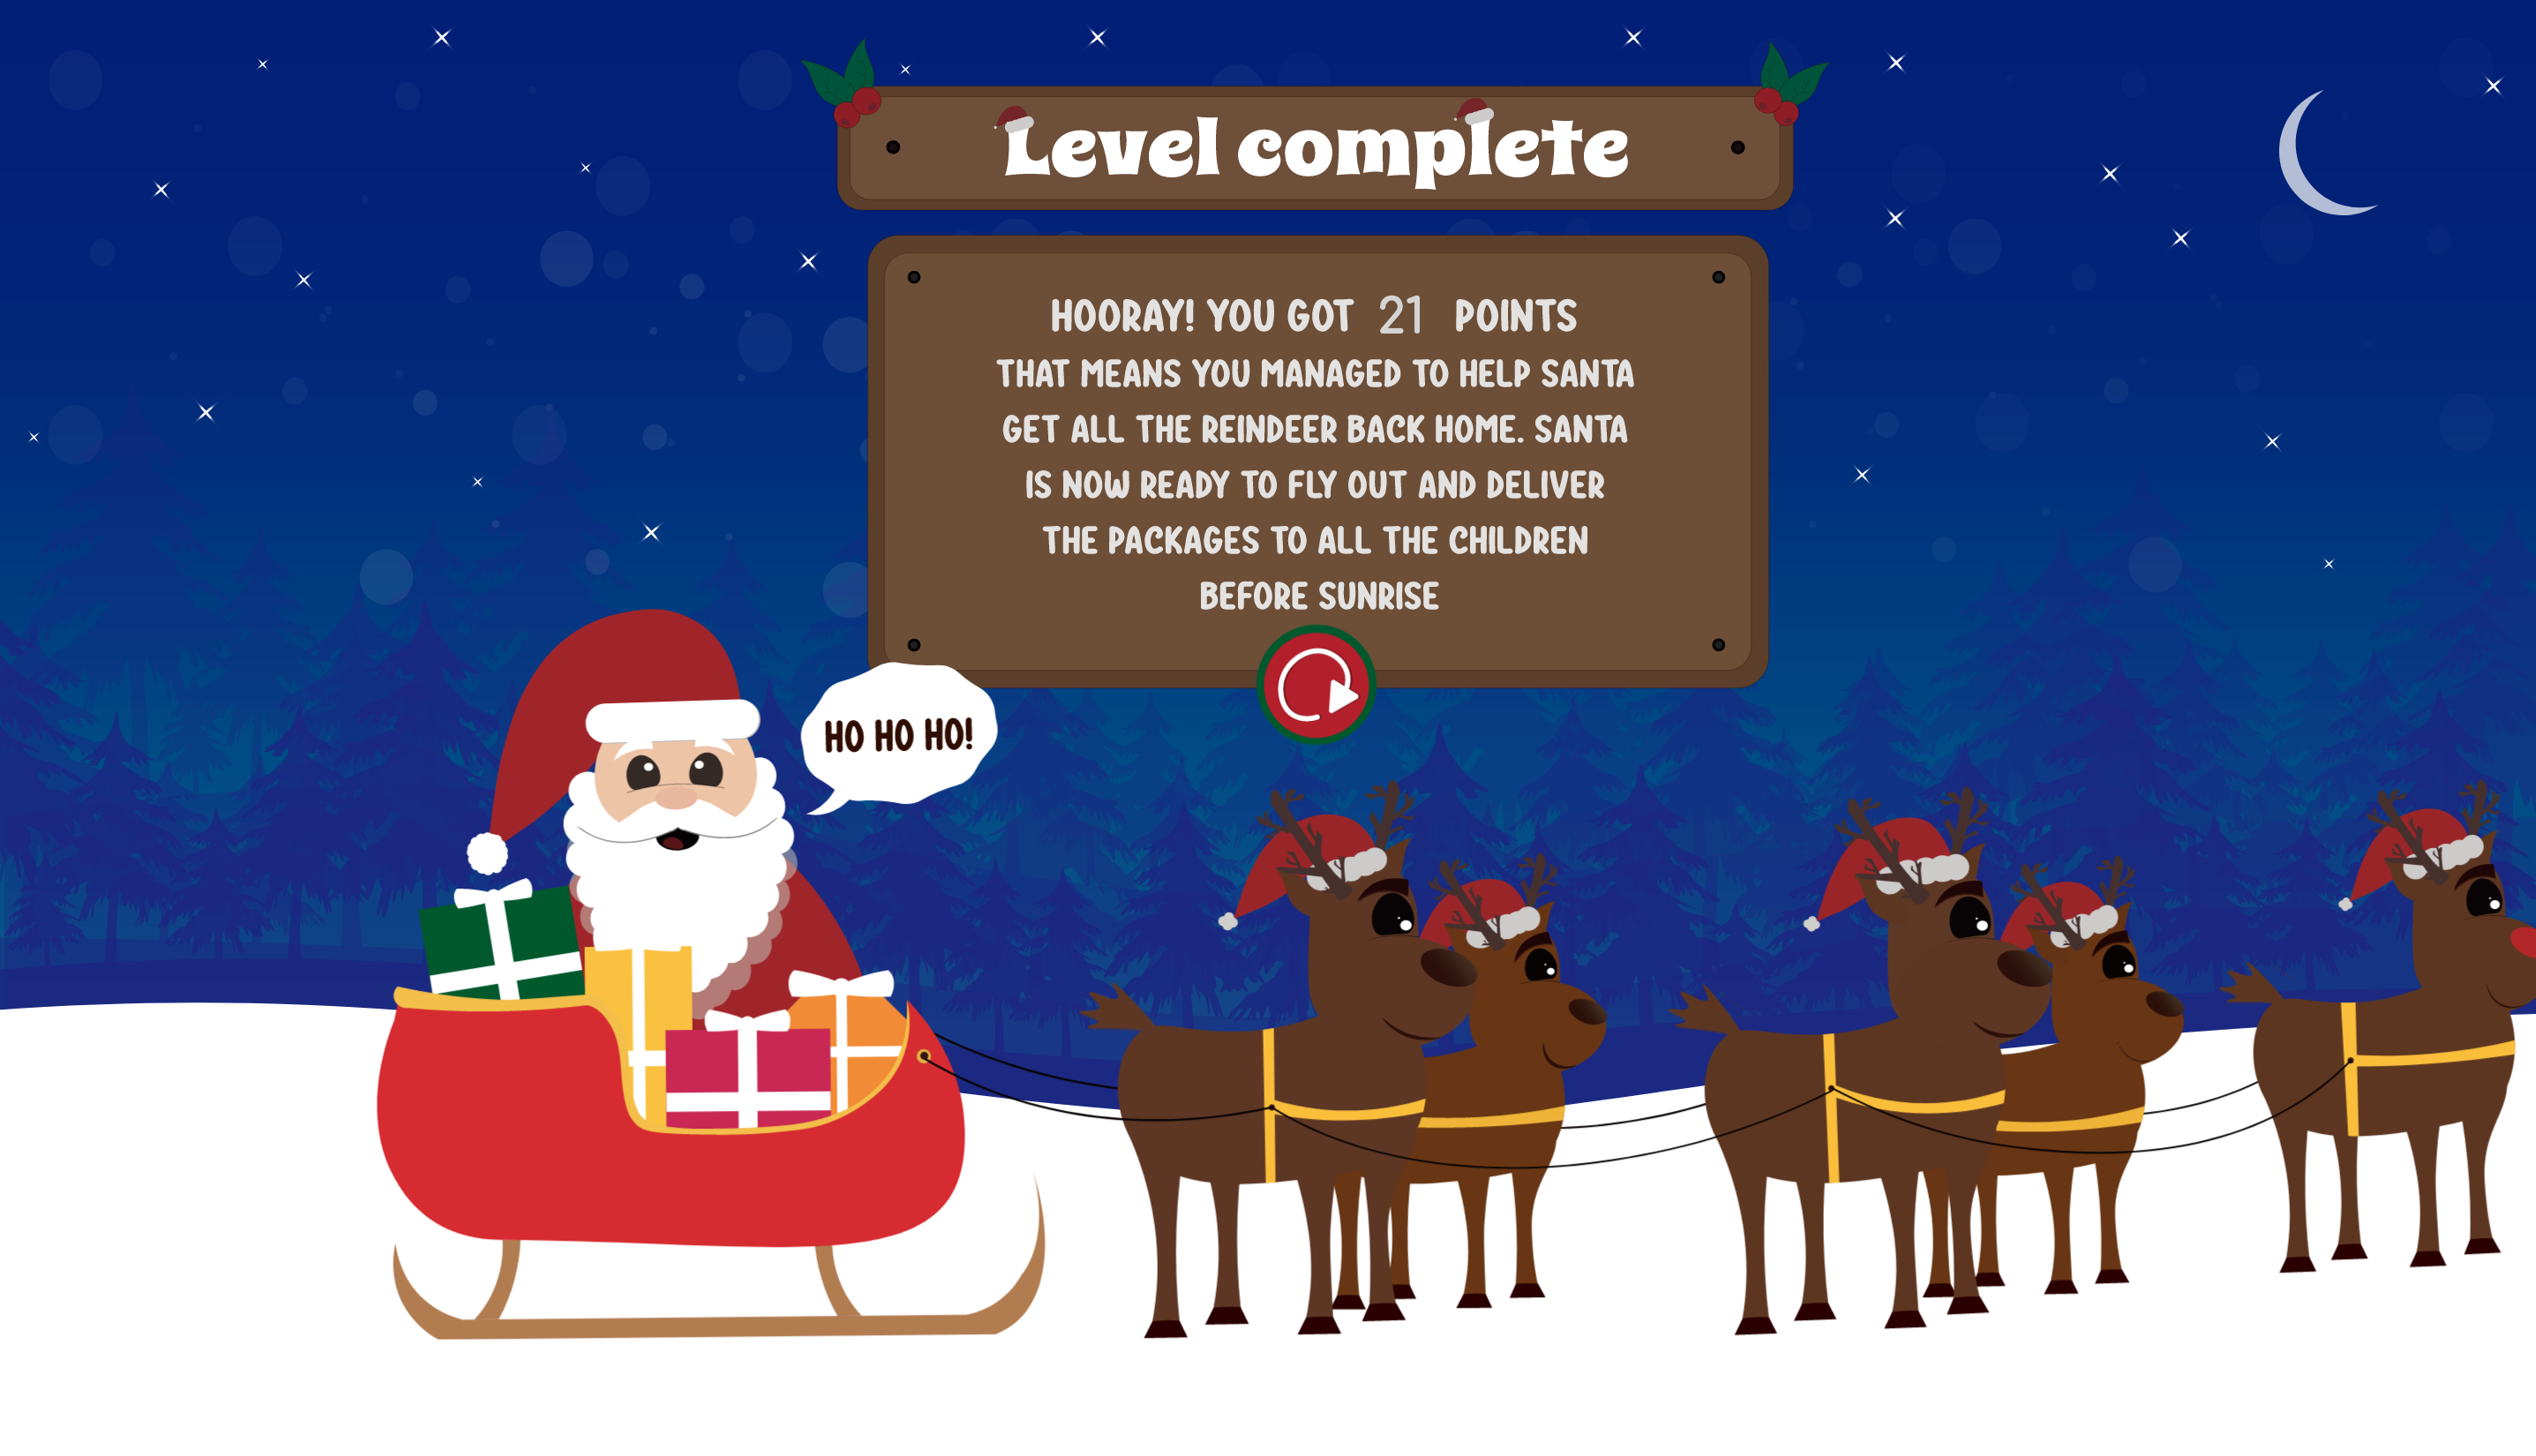 Level complete
HOORAY! YOU GOT 21 POINTS
THAT MEANS YOU MANAGED TO HELP SANTA
GET ALL THE REINDEER BACK HOME. SANTA
IS NOW READY TO FLY OUT AND DELIVER
THE PACKAGES TO ALL THE CHILDREN
BEFORE SUNRISE
HO HO HO!